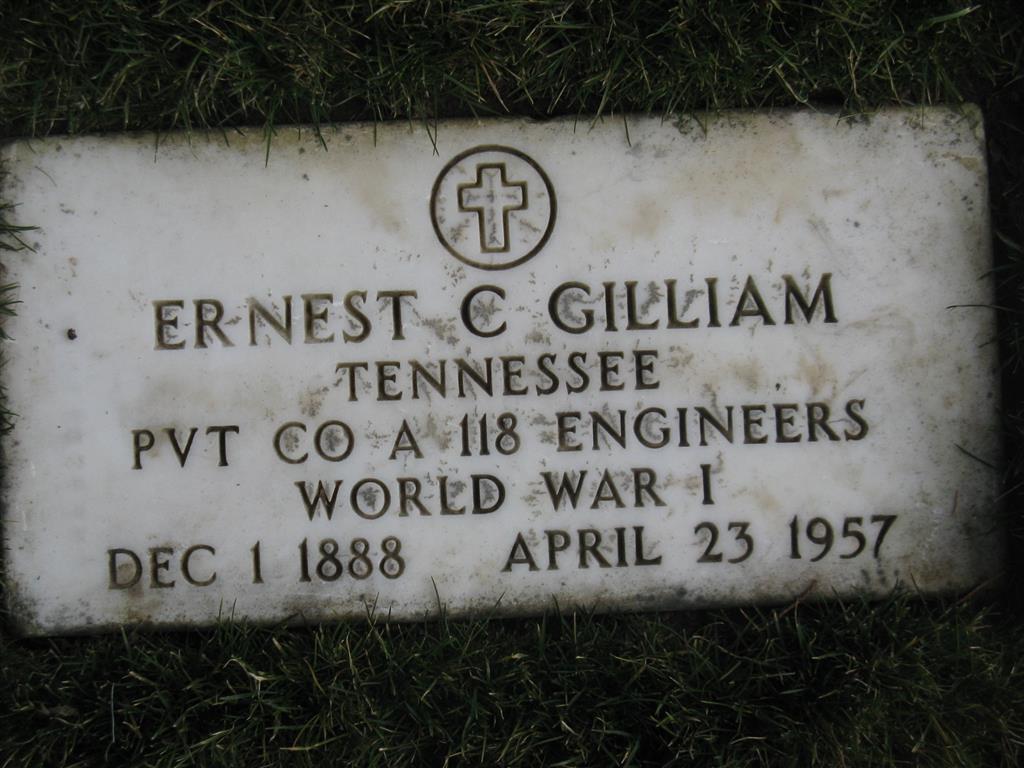 ERNEST C GILLIAM
TENNESSEE
PVT CO A 118 ENGINEERS
WORLD WAR I
DEC 1 1888 APRIL 23 1957